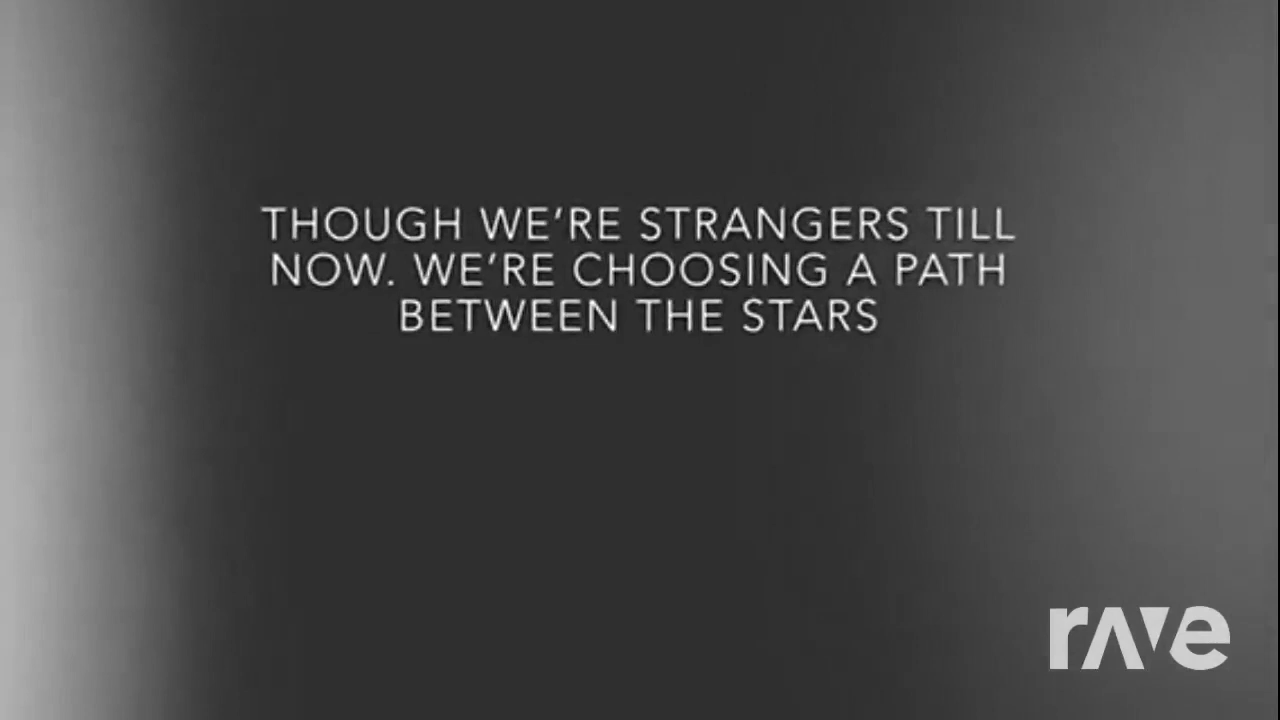 THOUGH WE'RE STRANGERS TILL
NOW. WE'RE CHOOSING A PATH
BETWEEN THE STARS
rave